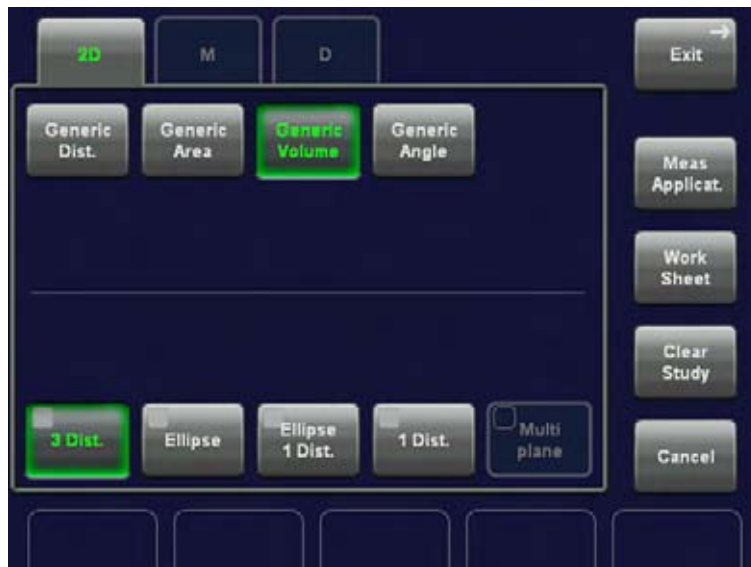 2D
M
D
Exit
Generic
Dist.
Generic
Area
Generic
Volume
Generic
Angle
Meas
Applicat.
Work
Sheet
Clear
Study
3 Dist.
Ellipse
Ellipse
1 Dist.
1 Dist.
Multi
plane
Cancel